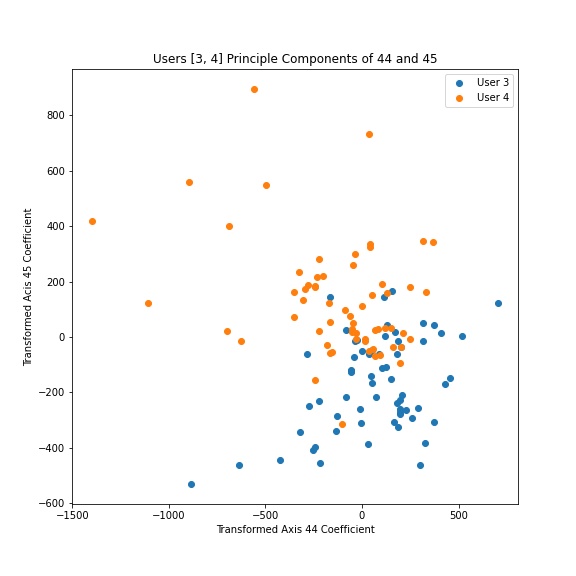 Users [3, 4] Principle Components of 44 and 45
User 3
User 4
Transformed Acis 45 Coefficient
800
600
400
200
0
−200
−400
−600
−1500
−1000
−500
0
500
Transformed Axis 44 Coefficient